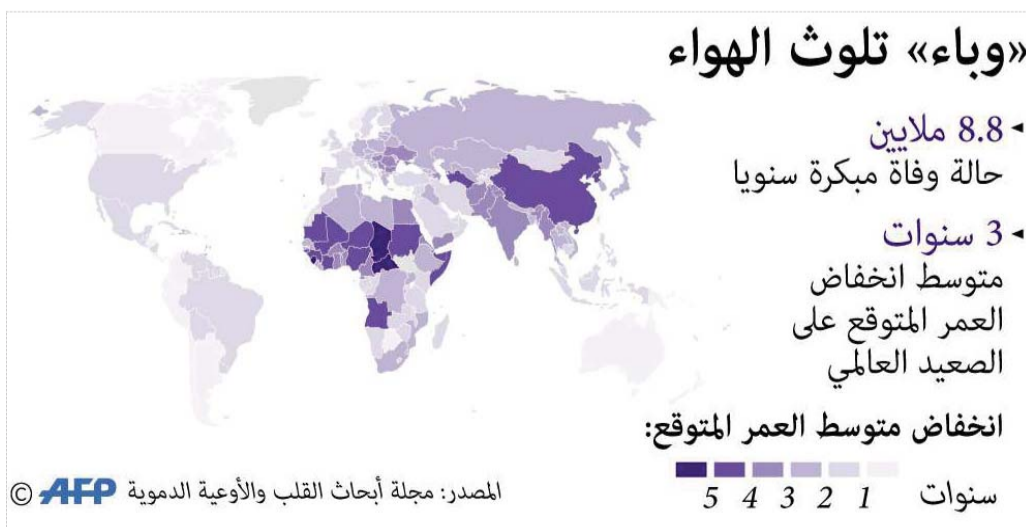 «وباء» تلوث الهواء
8.8 ملايين
حالة وفاة مبكرة سنويا
3 سنوات
متوسط انخفاض
العمر المتوقع على
الصعيد العالمي
انخفاض متوسط العمر المتوقع:
سنوات 1 2 3 4 5
المصدر: مجلة أبحاث القلب والأوعية الدموية AFP ©